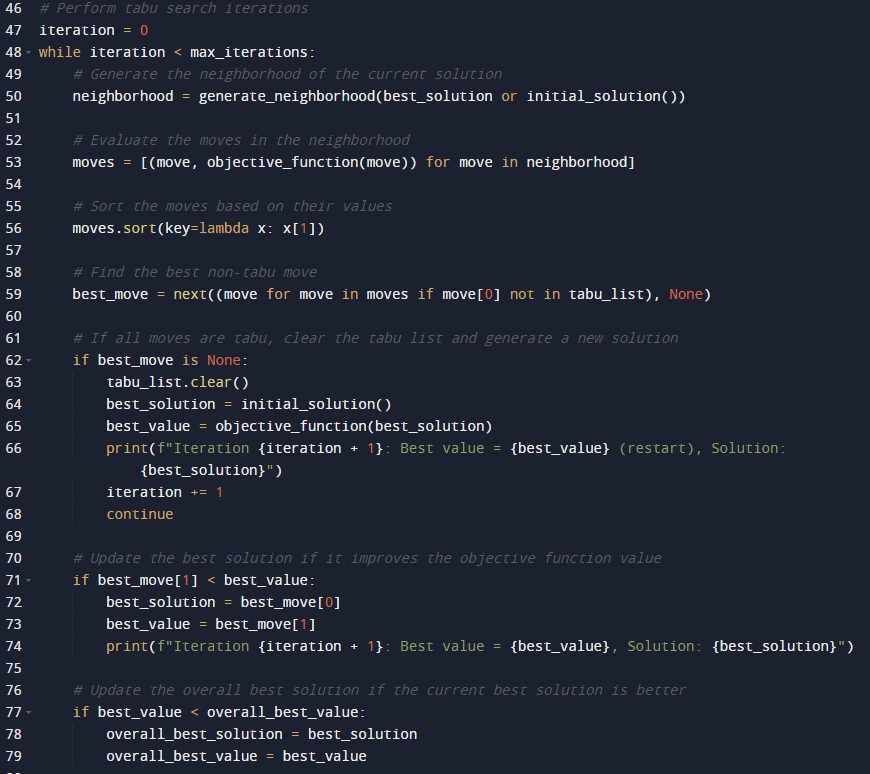 46 # Perform tabu search iterations
47 iteration = 0
48 while iteration < max_iterations:
49     # Generate the neighborhood of the current solution
50     neighborhood = generate_neighborhood(best_solution or initial_solution())
51
52     # Evaluate the moves in the neighborhood
53     moves = [(move, objective_function(move)) for move in neighborhood]
54
55     # Sort the moves based on their values
56     moves.sort(key=lambda x: x[1])
57
58     # Find the best non-tabu move
59     best_move = next((move for move in moves if move[0] not in tabu_list), None)
60
61     # If all moves are tabu, clear the tabu list and generate a new solution
62     if best_move is None:
63         tabu_list.clear()
64         best_solution = initial_solution()
65         best_value = objective_function(best_solution)
66         print(f"Iteration {iteration + 1}: Best value = {best_value} (restart), Solution:
            {best_solution}")
67         iteration += 1
68         continue
69
70     # Update the best solution if it improves the objective function value
71     if best_move[1] < best_value:
72         best_solution = best_move[0]
73         best_value = best_move[1]
74         print(f"Iteration {iteration + 1}: Best value = {best_value}, Solution: {best_solution}")
75
76     # Update the overall best solution if the current best solution is better
77     if best_value < overall_best_value:
78         overall_best_solution = best_solution
79         overall_best_value = best_value